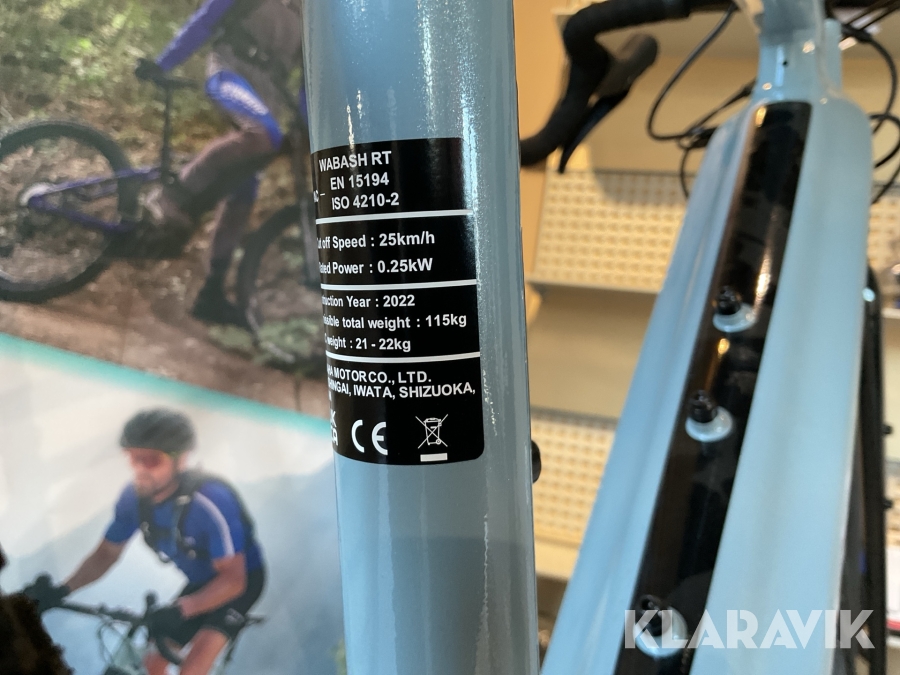 WABASH RT
EN 15194
ISO 4210-2
off Speed : 25km/h
Power : 0.25kW
Year : 2022
total weight : 115kg
: 21 - 22kg
MOTOR CO., LTD.
IWATA, SHIZUOKA,
CE
KLARAVIK